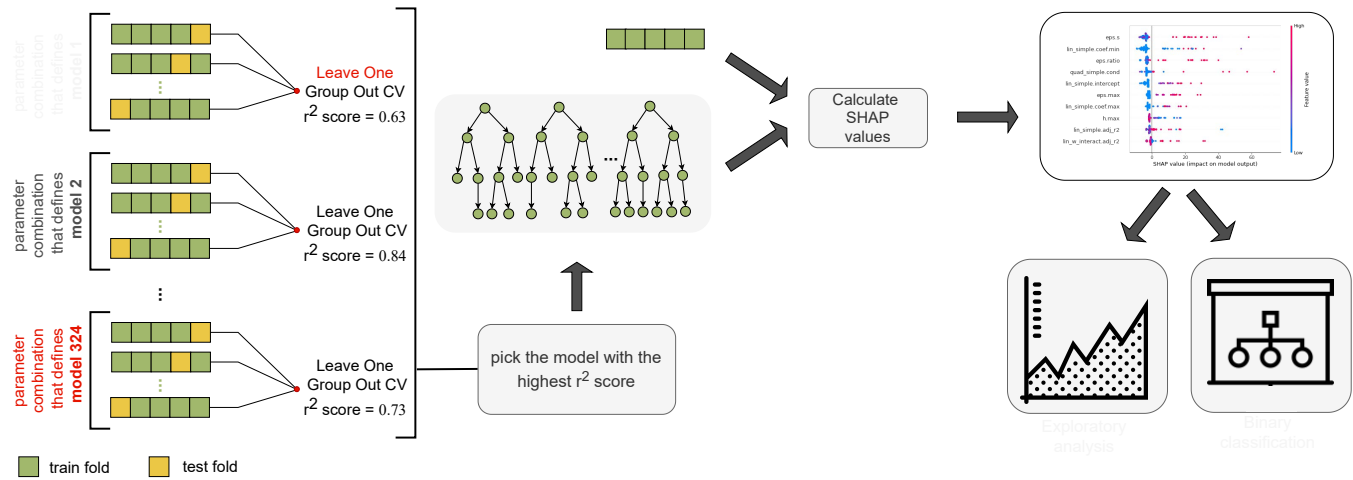 parameter
combination
that defines
model 1
Leave One
Group Out CV
r² score = 0.63
parameter
combination
that defines
model 2
Leave One
Group Out CV
r² score = 0.84
...
parameter
combination
that defines
model 324
Leave One
Group Out CV
r² score = 0.73
train fold
test fold
pick the model with the
highest r² score
...
Calculate
SHAP
values
eps.s
lin_simple.coef.min
eps.ratio
quad_simple.cond
lin_simple.intercept
eps.max
lin_simple.coef.max
h.max
lin_simple.adj_r2
lin_w_interact.adj_r2
0
20
40
60
SHAP value (impact on model output)
High
Feature value
Low
Exploratory
analysis
Binary
classification